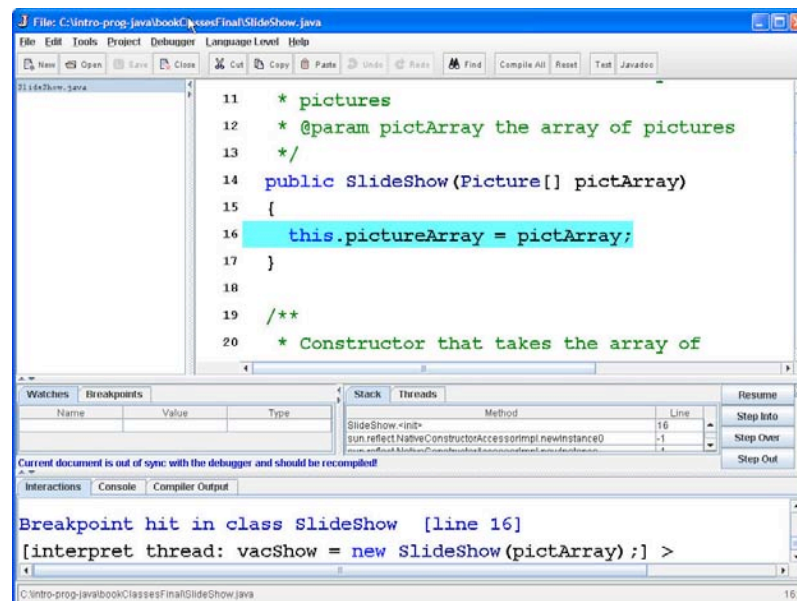 File: C:\intro-prog-java\bookClassesFinal\SlideShow.java
File Edit Tools Project Debugger Language Level Help
New Open Save Close Cut Copy Paste Undo Redo Find Compile All Reset Test Javadoc
SlideShow.java
11 * pictures
12 * @param pictArray the array of pictures
13 */
14 public SlideShow(Picture[] pictArray)
15 {
16 this.pictureArray = pictArray;
17 }
18
19 /**
20 * Constructor that takes the array of
Watches Breakpoints
Name Value Type
Stack Threads
Method Line
SlideShow.<init> 16
sun.reflect.NativeConstructorAccessorImpl.newInstance0 -1
sun.reflect.NativeConstructorAccessorImpl.newInstance -1
Resume
Step Into
Step Over
Step Out
Current document is out of sync with the debugger and should be recompiled!
Interactions Console Compiler Output
Breakpoint hit in class SlideShow [line 16]
[interpret thread: vacShow = new SlideShow(pictArray);] >
C:\intro-prog-java\bookClassesFinal\SlideShow.java 16